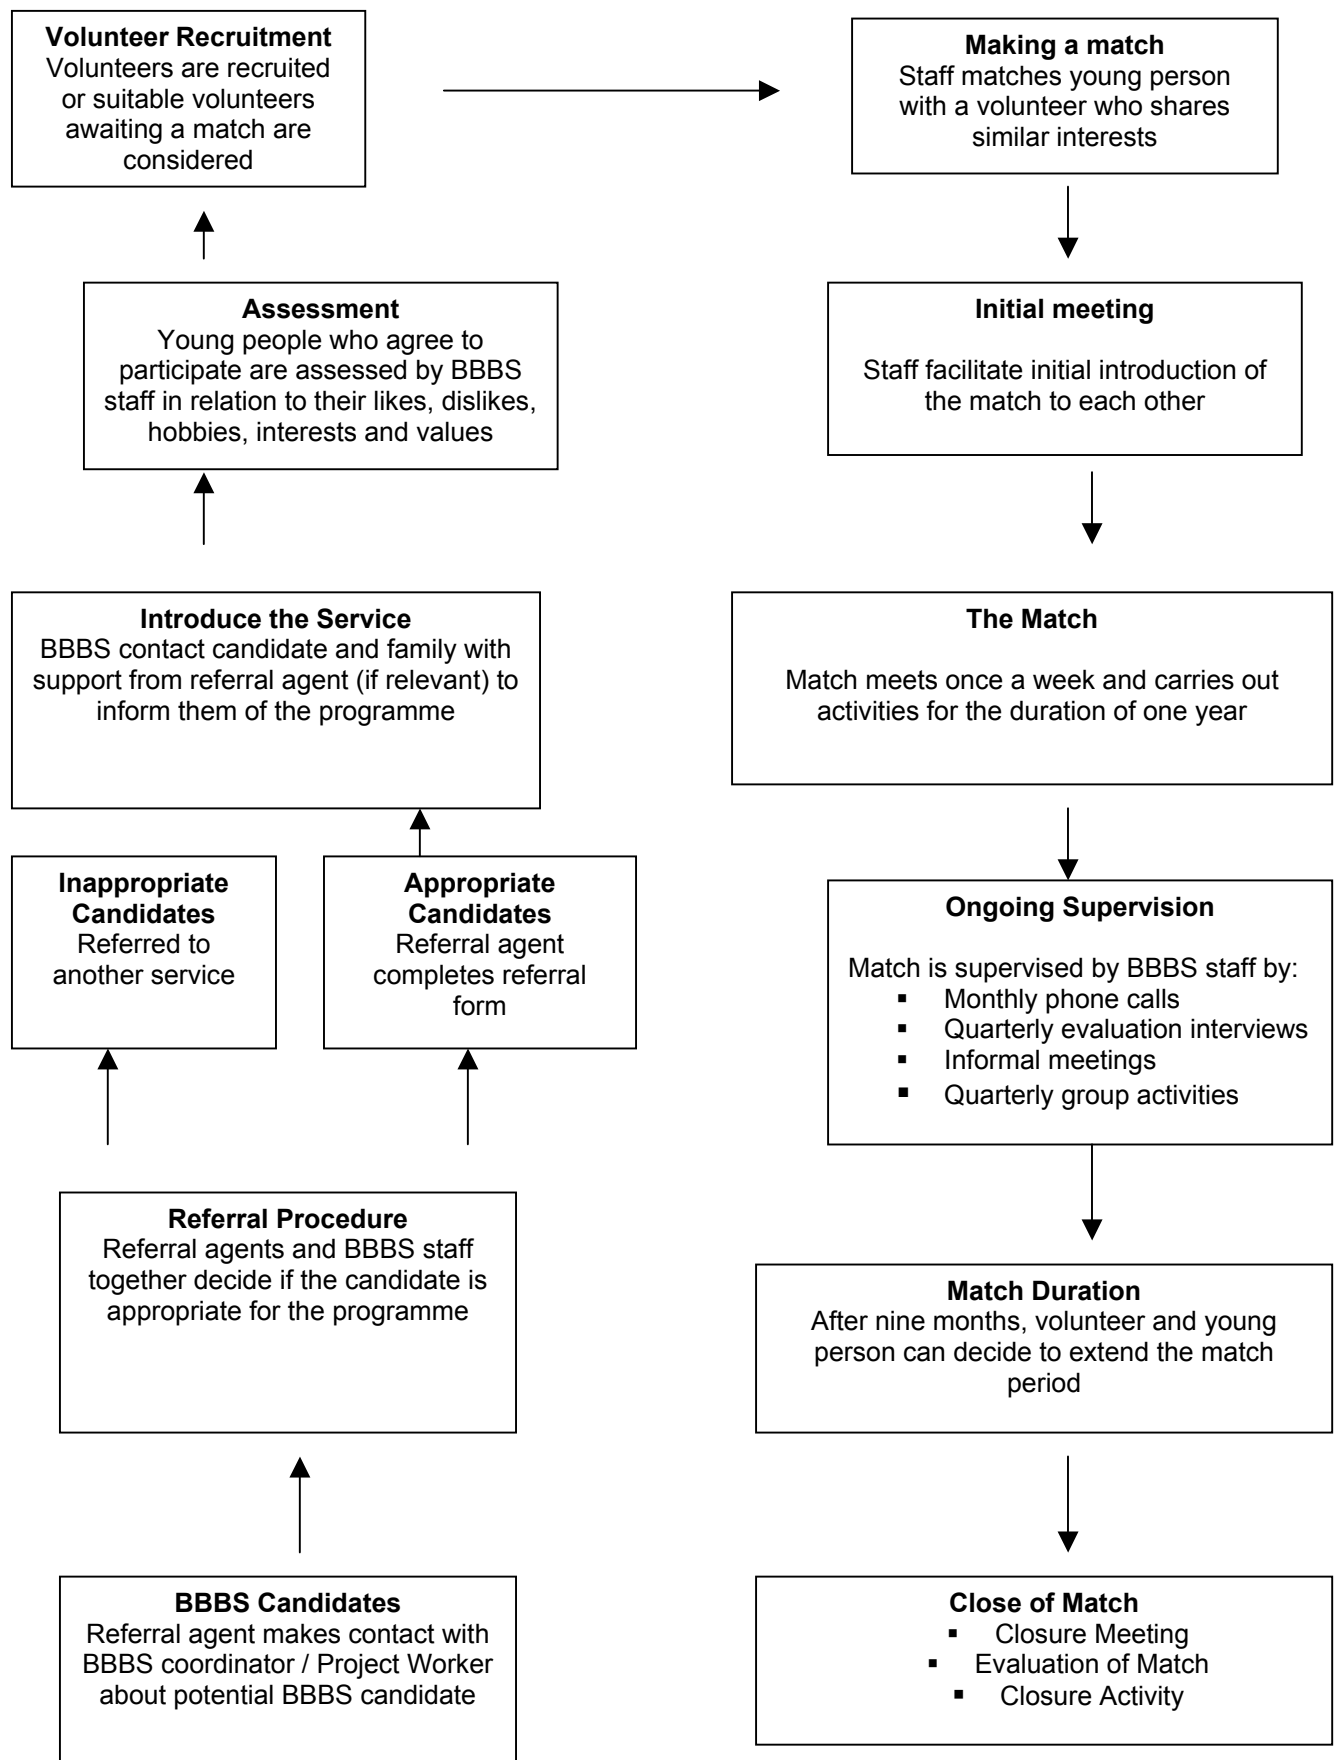 Volunteer Recruitment
Volunteers are recruited
or suitable volunteers
awaiting a match are
considered
Making a match
Staff matches young person
with a volunteer who shares
similar interests
Assessment
Young people who agree to
participate are assessed by BBBS
staff in relation to their likes, dislikes,
hobbies, interests and values
Initial meeting
Staff facilitate initial introduction of
the match to each other
Introduce the Service
BBBS contact candidate and family with
support from referral agent (if relevant) to
inform them of the programme
The Match
Match meets once a week and carries out
activities for the duration of one year
Inappropriate
Candidates
Referred to
another service
Appropriate
Candidates
Referral agent
completes referral
form
Ongoing Supervision
Match is supervised by BBBS staff by:
▪ Monthly phone calls
▪ Quarterly evaluation interviews
▪ Informal meetings
▪ Quarterly group activities
Referral Procedure
Referral agents and BBBS staff
together decide if the candidate is
appropriate for the programme
Match Duration
After nine months, volunteer and young
person can decide to extend the match
period
BBBS Candidates
Referral agent makes contact with
BBBS coordinator / Project Worker
about potential BBBS candidate
Close of Match
▪ Closure Meeting
▪ Evaluation of Match
▪ Closure Activity